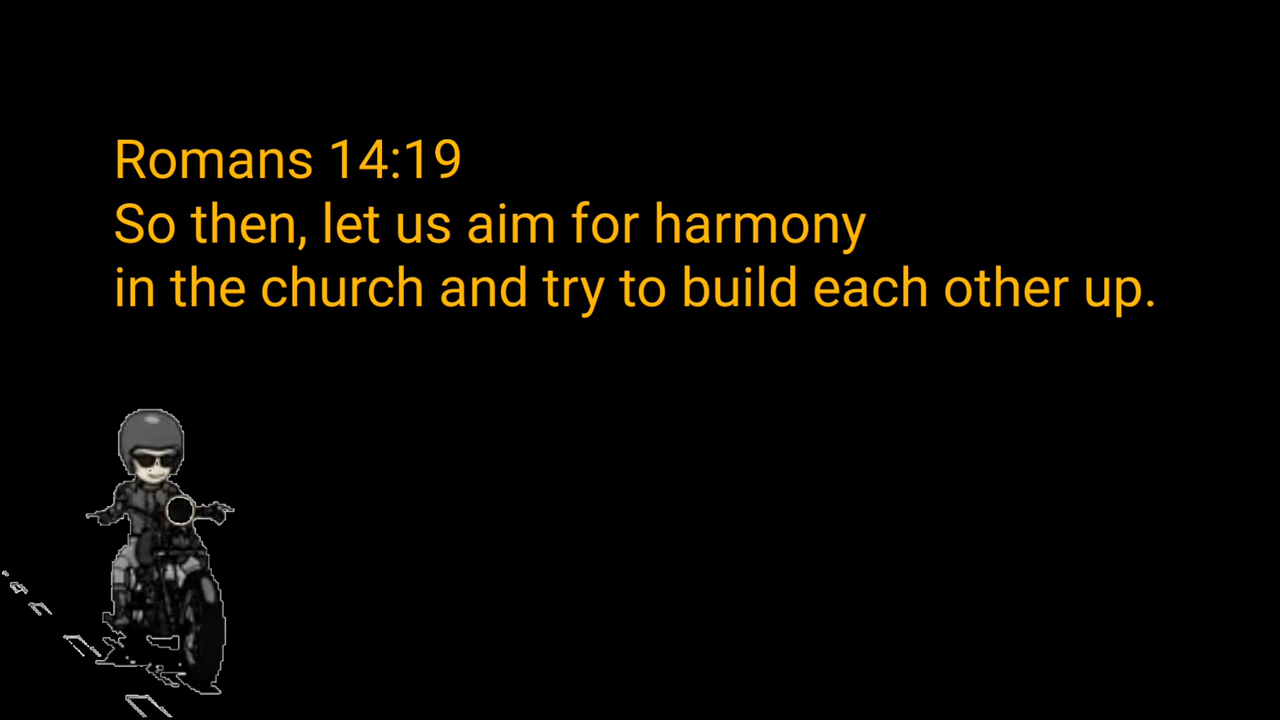 Romans 14:19
So then, let us aim for harmony
in the church and try to build each other up.